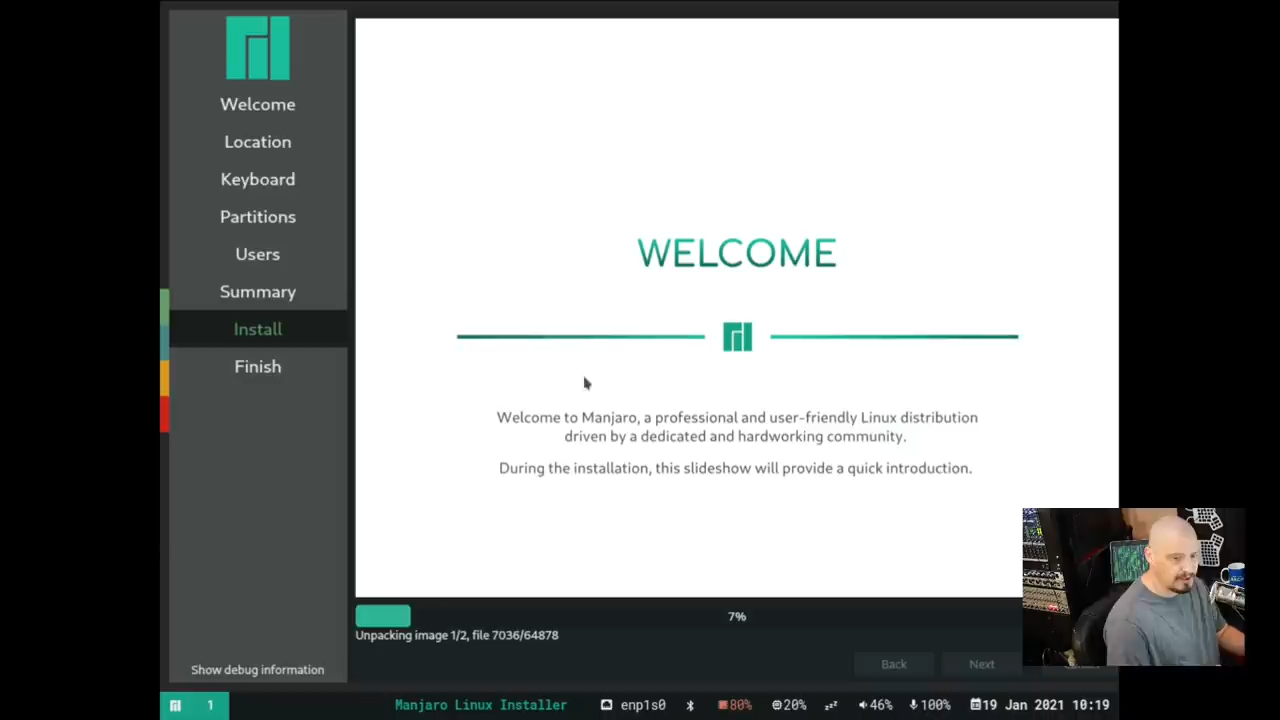 Welcome
Location
Keyboard
Partitions
Users
Summary
Install
Finish
Show debug information
WELCOME
Welcome to Manjaro, a professional and user-friendly Linux distribution
driven by a dedicated and hardworking community.
During the installation, this slideshow will provide a quick introduction.
7%
Unpacking image 1/2, file 7036/64878
Back
Next
1
Manjaro Linux Installer
enp1s0
80%
20%
zzz
46%
100%
19 Jan 2021 10:19